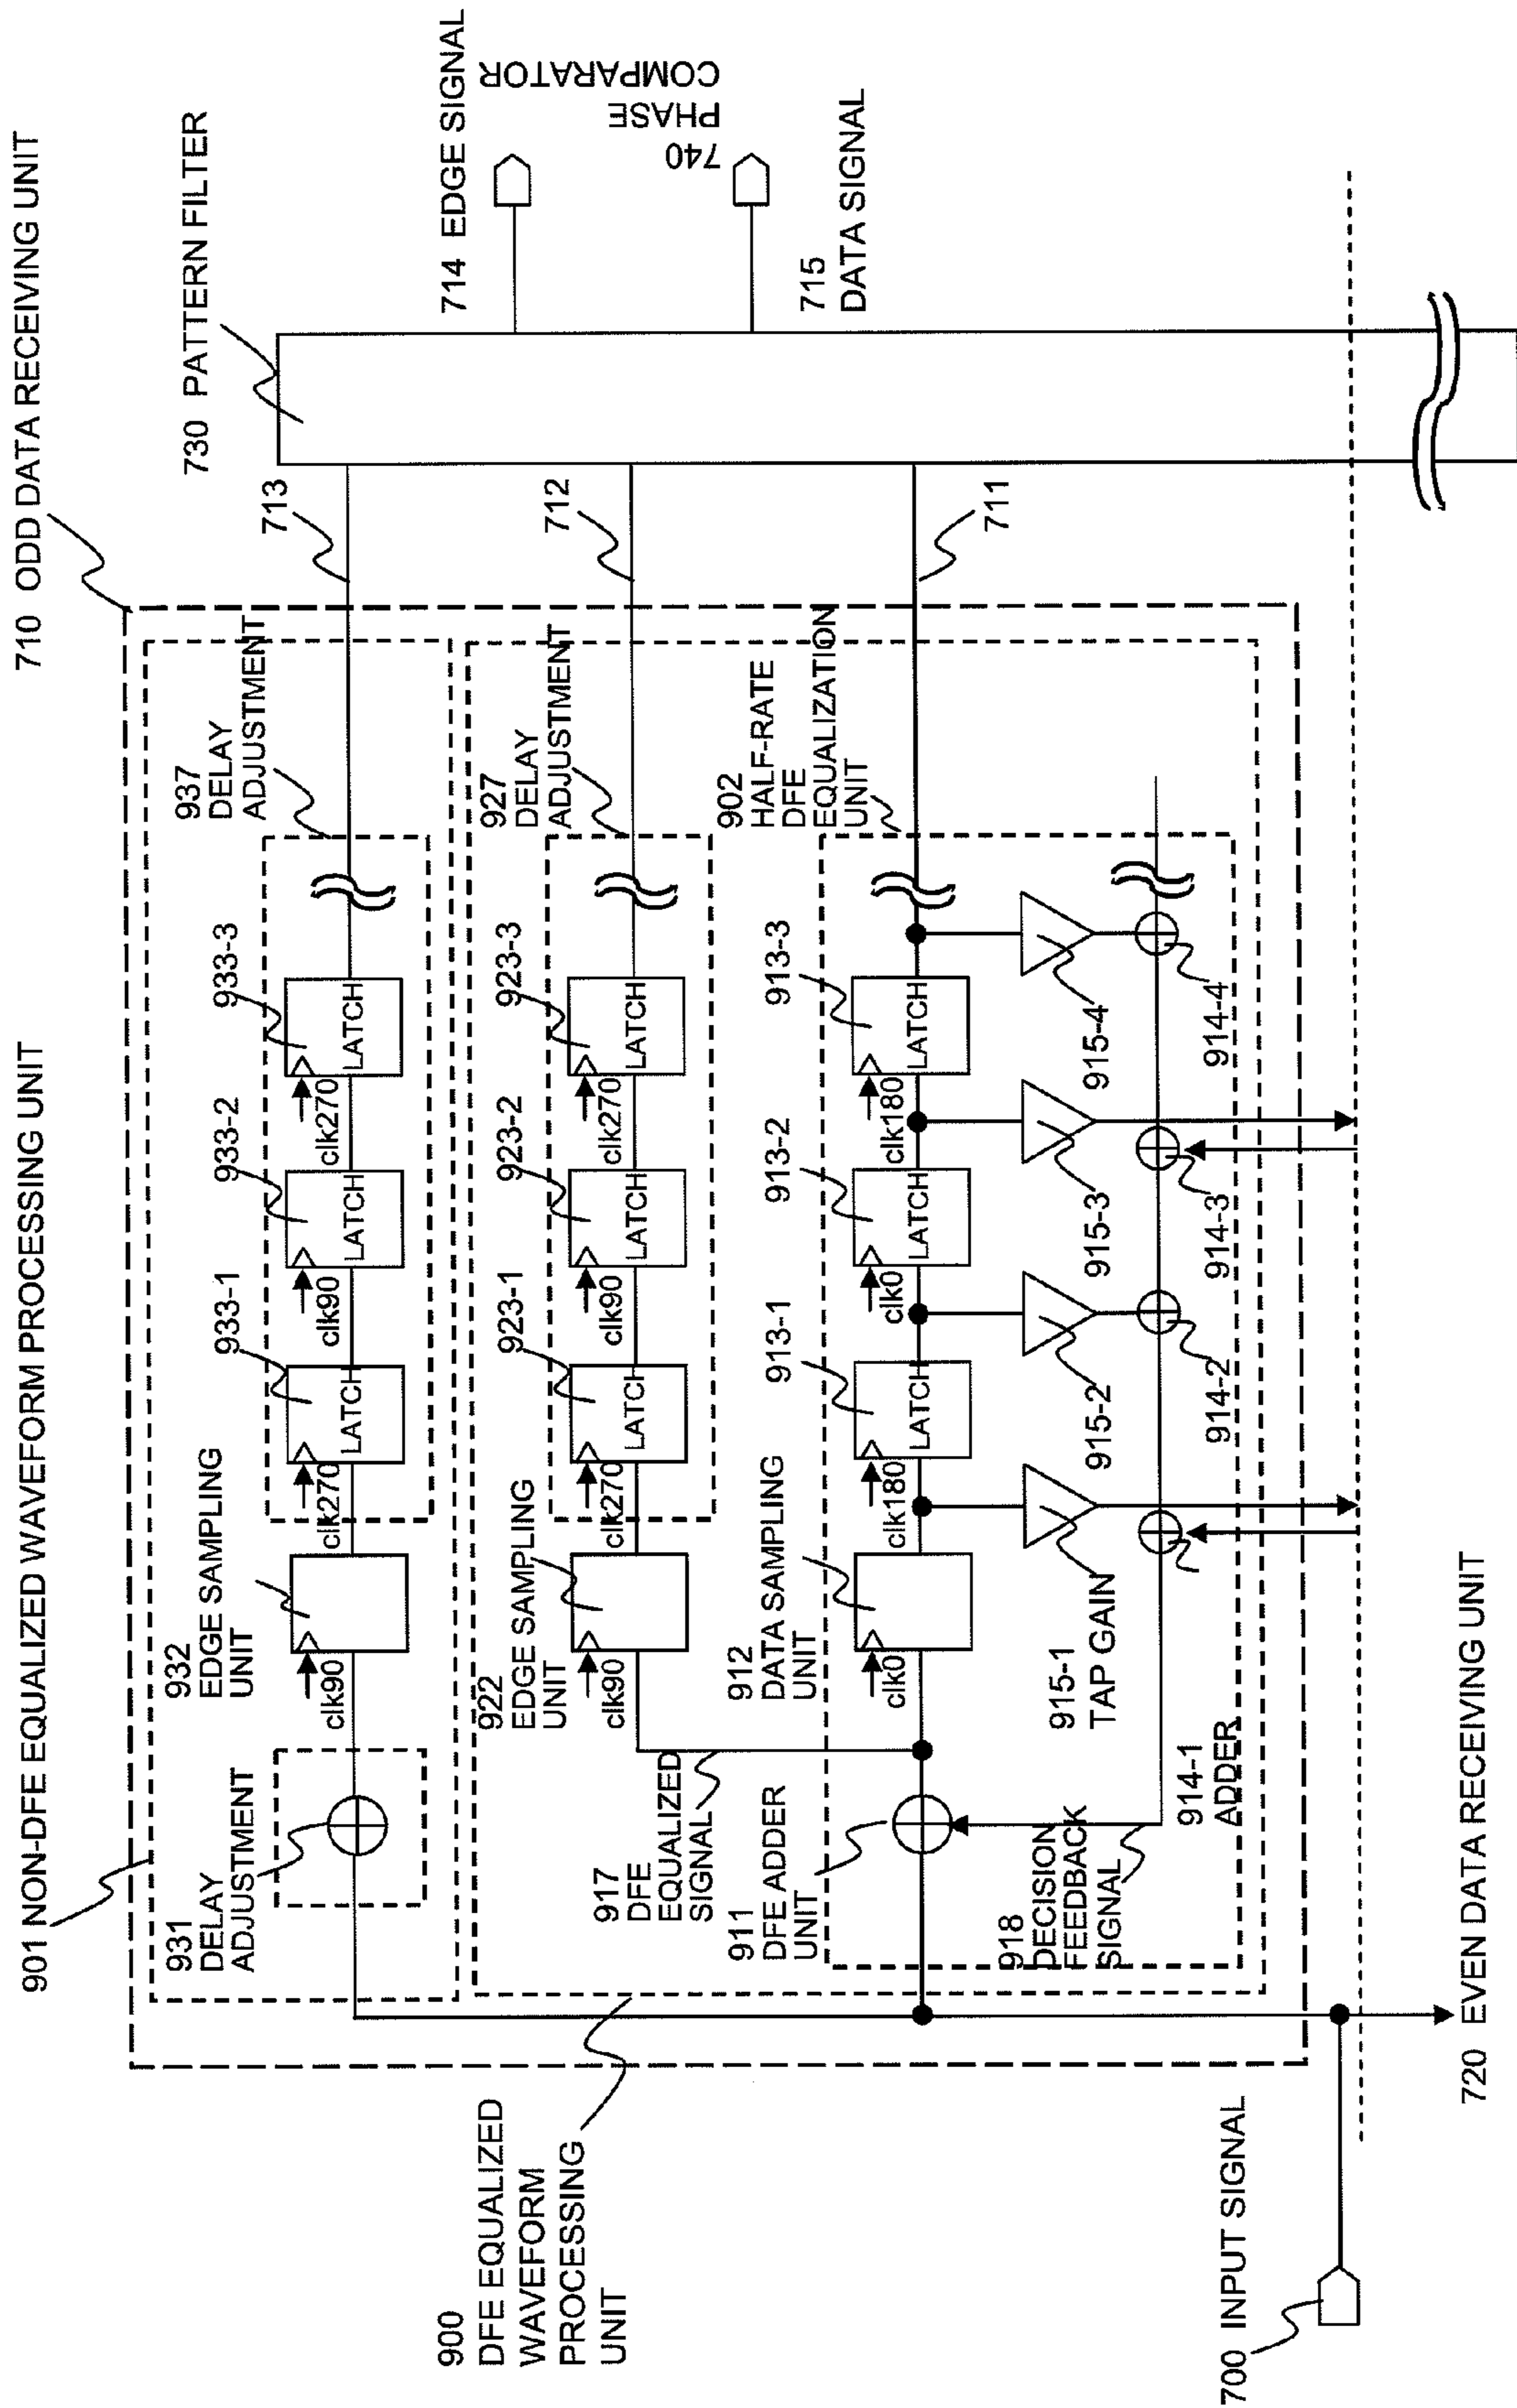 710 ODD DATA RECEIVING UNIT
901 NON-DFE EQUALIZED WAVEFORM PROCESSING UNIT
730 PATTERN FILTER
714 EDGE SIGNAL
740
PHASE
COMPARATOR
715
DATA SIGNAL
713
712
711
931
DELAY
ADJUSTMENT
932
EDGE SAMPLING
UNIT
clk90
933-1
clk270
LATCH
933-2
clk90
LATCH
933-3
clk270
LATCH
937
DELAY
ADJUSTMENT
917
DFE
EQUALIZED
SIGNAL
922
EDGE SAMPLING
UNIT
clk90
923-1
clk270
LATCH
923-2
clk90
LATCH
923-3
clk270
LATCH
927
DELAY
ADJUSTMENT
911
DFE ADDER
UNIT
912
DATA SAMPLING
UNIT
clk0
913-1
clk180
LATCH
913-2
clk0
LATCH
913-3
clk180
LATCH
902
HALF-RATE
DFE
EQUALIZATION
UNIT
918
DECISION
FEEDBACK
SIGNAL
915-1
TAP GAIN
915-2
915-3
915-4
914-1
ADDER
914-2
914-3
914-4
900
DFE EQUALIZED
WAVEFORM
PROCESSING
UNIT
700 INPUT SIGNAL
720 EVEN DATA RECEIVING UNIT